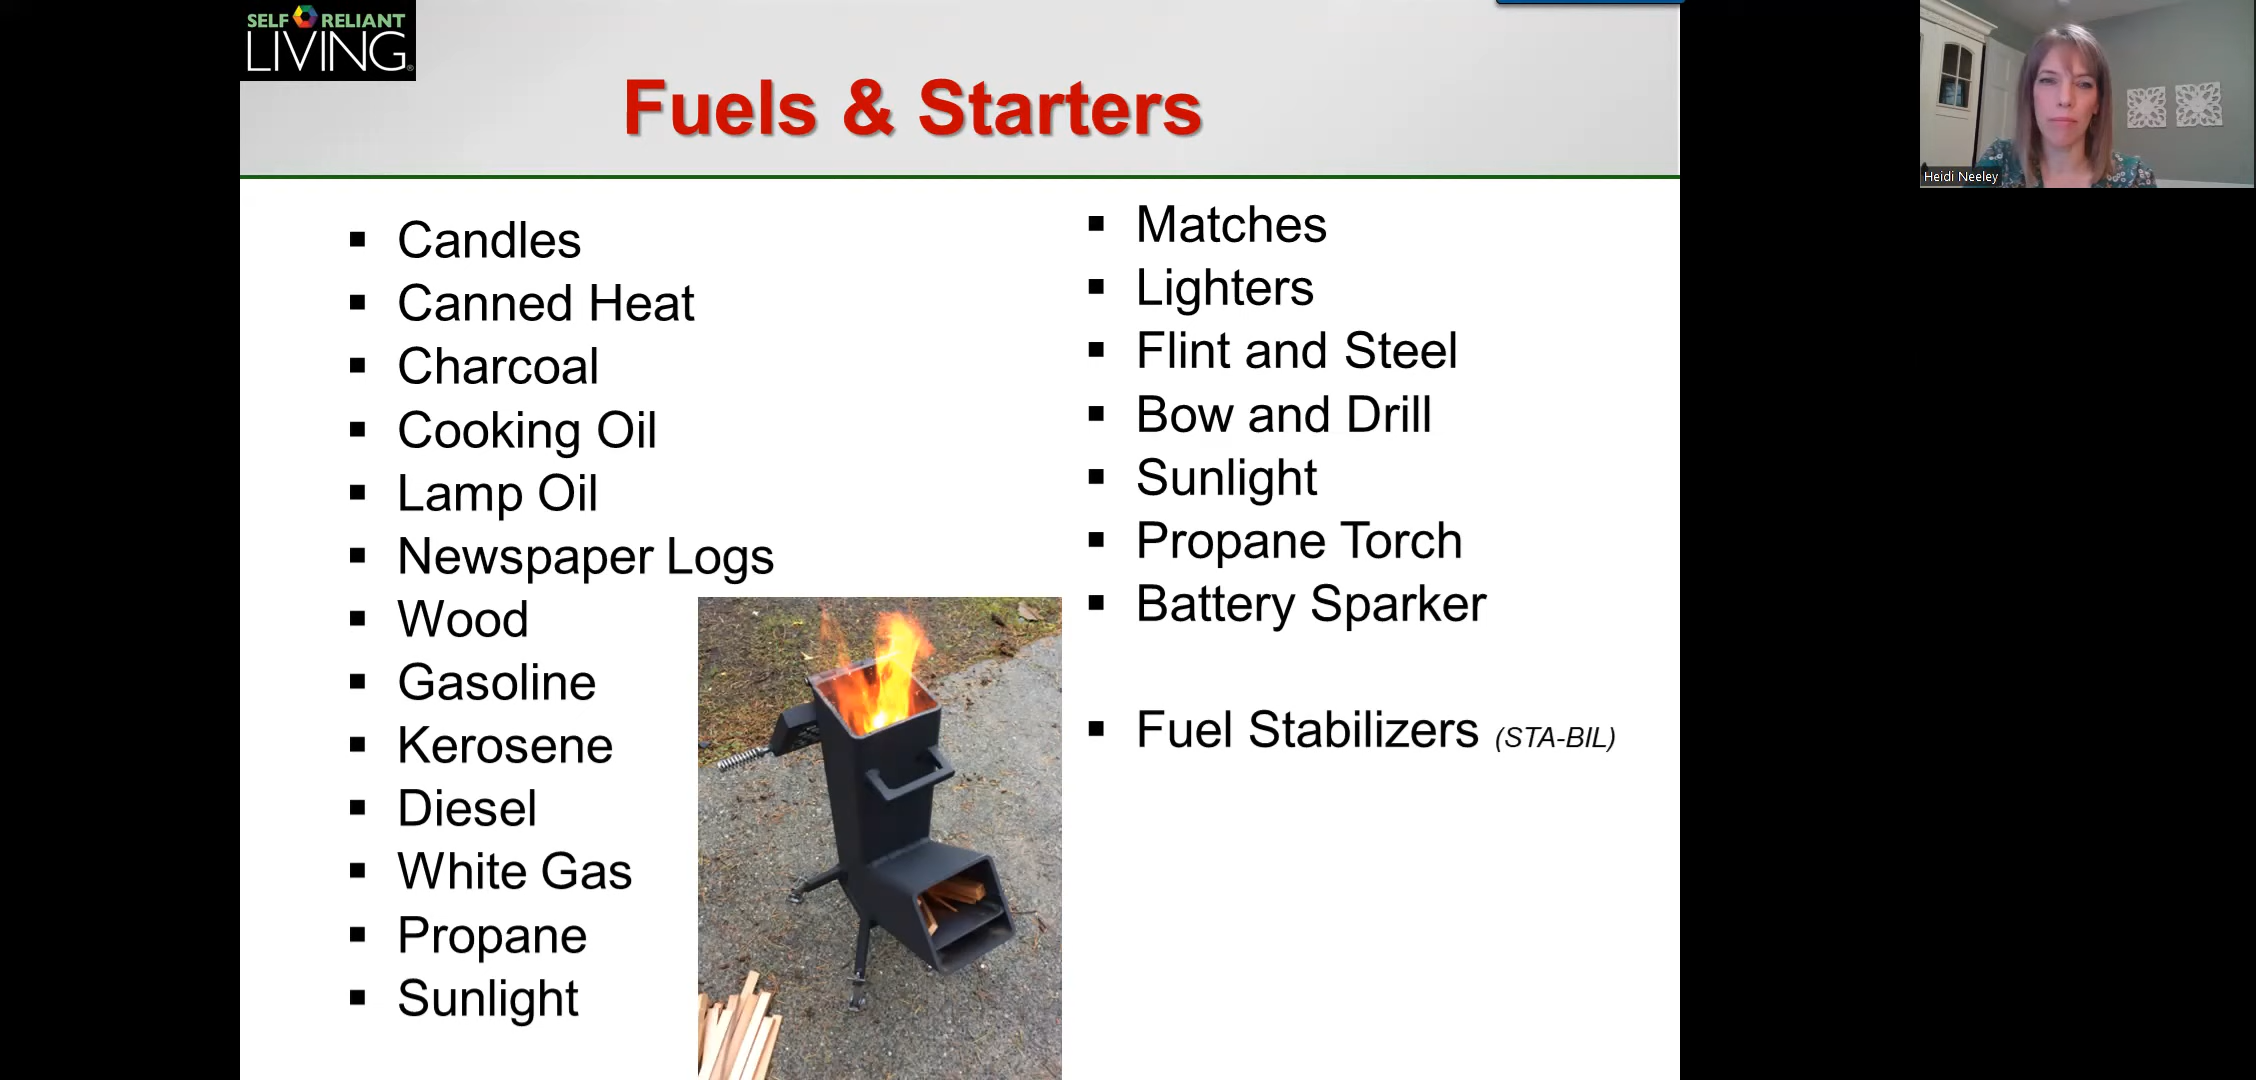 SELF RELIANT
LIVING®
Fuels & Starters
Candles
Canned Heat
Charcoal
Cooking Oil
Lamp Oil
Newspaper Logs
Wood
Gasoline
Kerosene
Diesel
White Gas
Propane
Sunlight
Matches
Lighters
Flint and Steel
Bow and Drill
Sunlight
Propane Torch
Battery Sparker
Fuel Stabilizers (STA-BIL)
Heidi Neeley